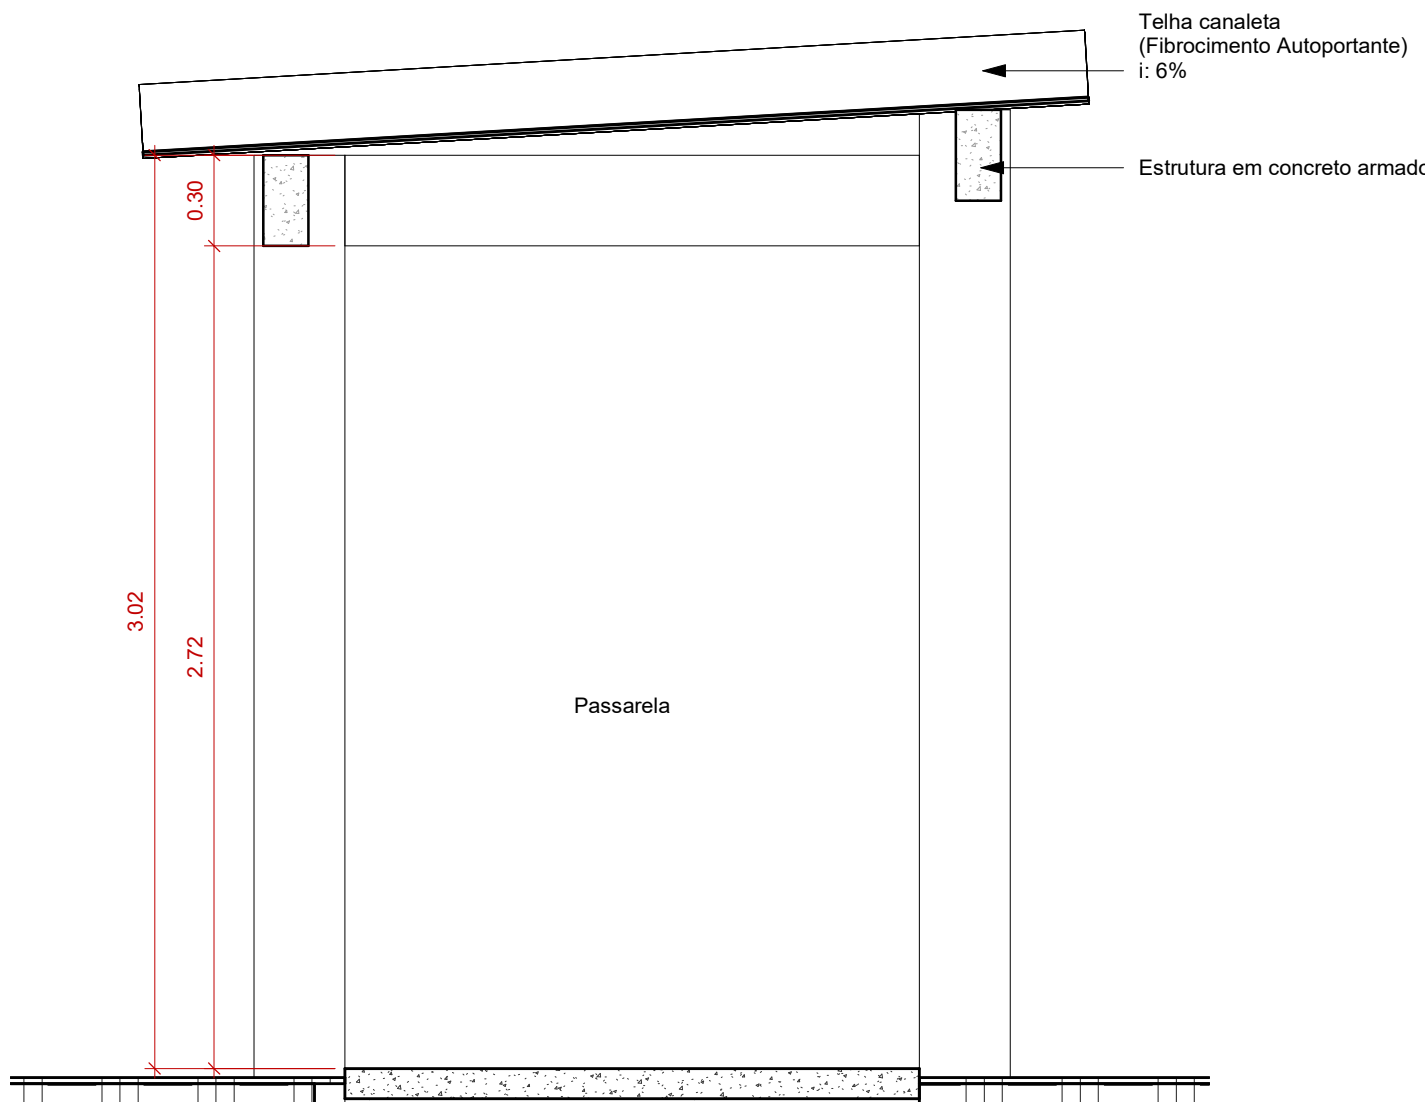 Telha canaleta
(Fibrocimento Autoportante)
i: 6%
Estrutura em concreto armado
0.30
3.02
2.72
Passarela